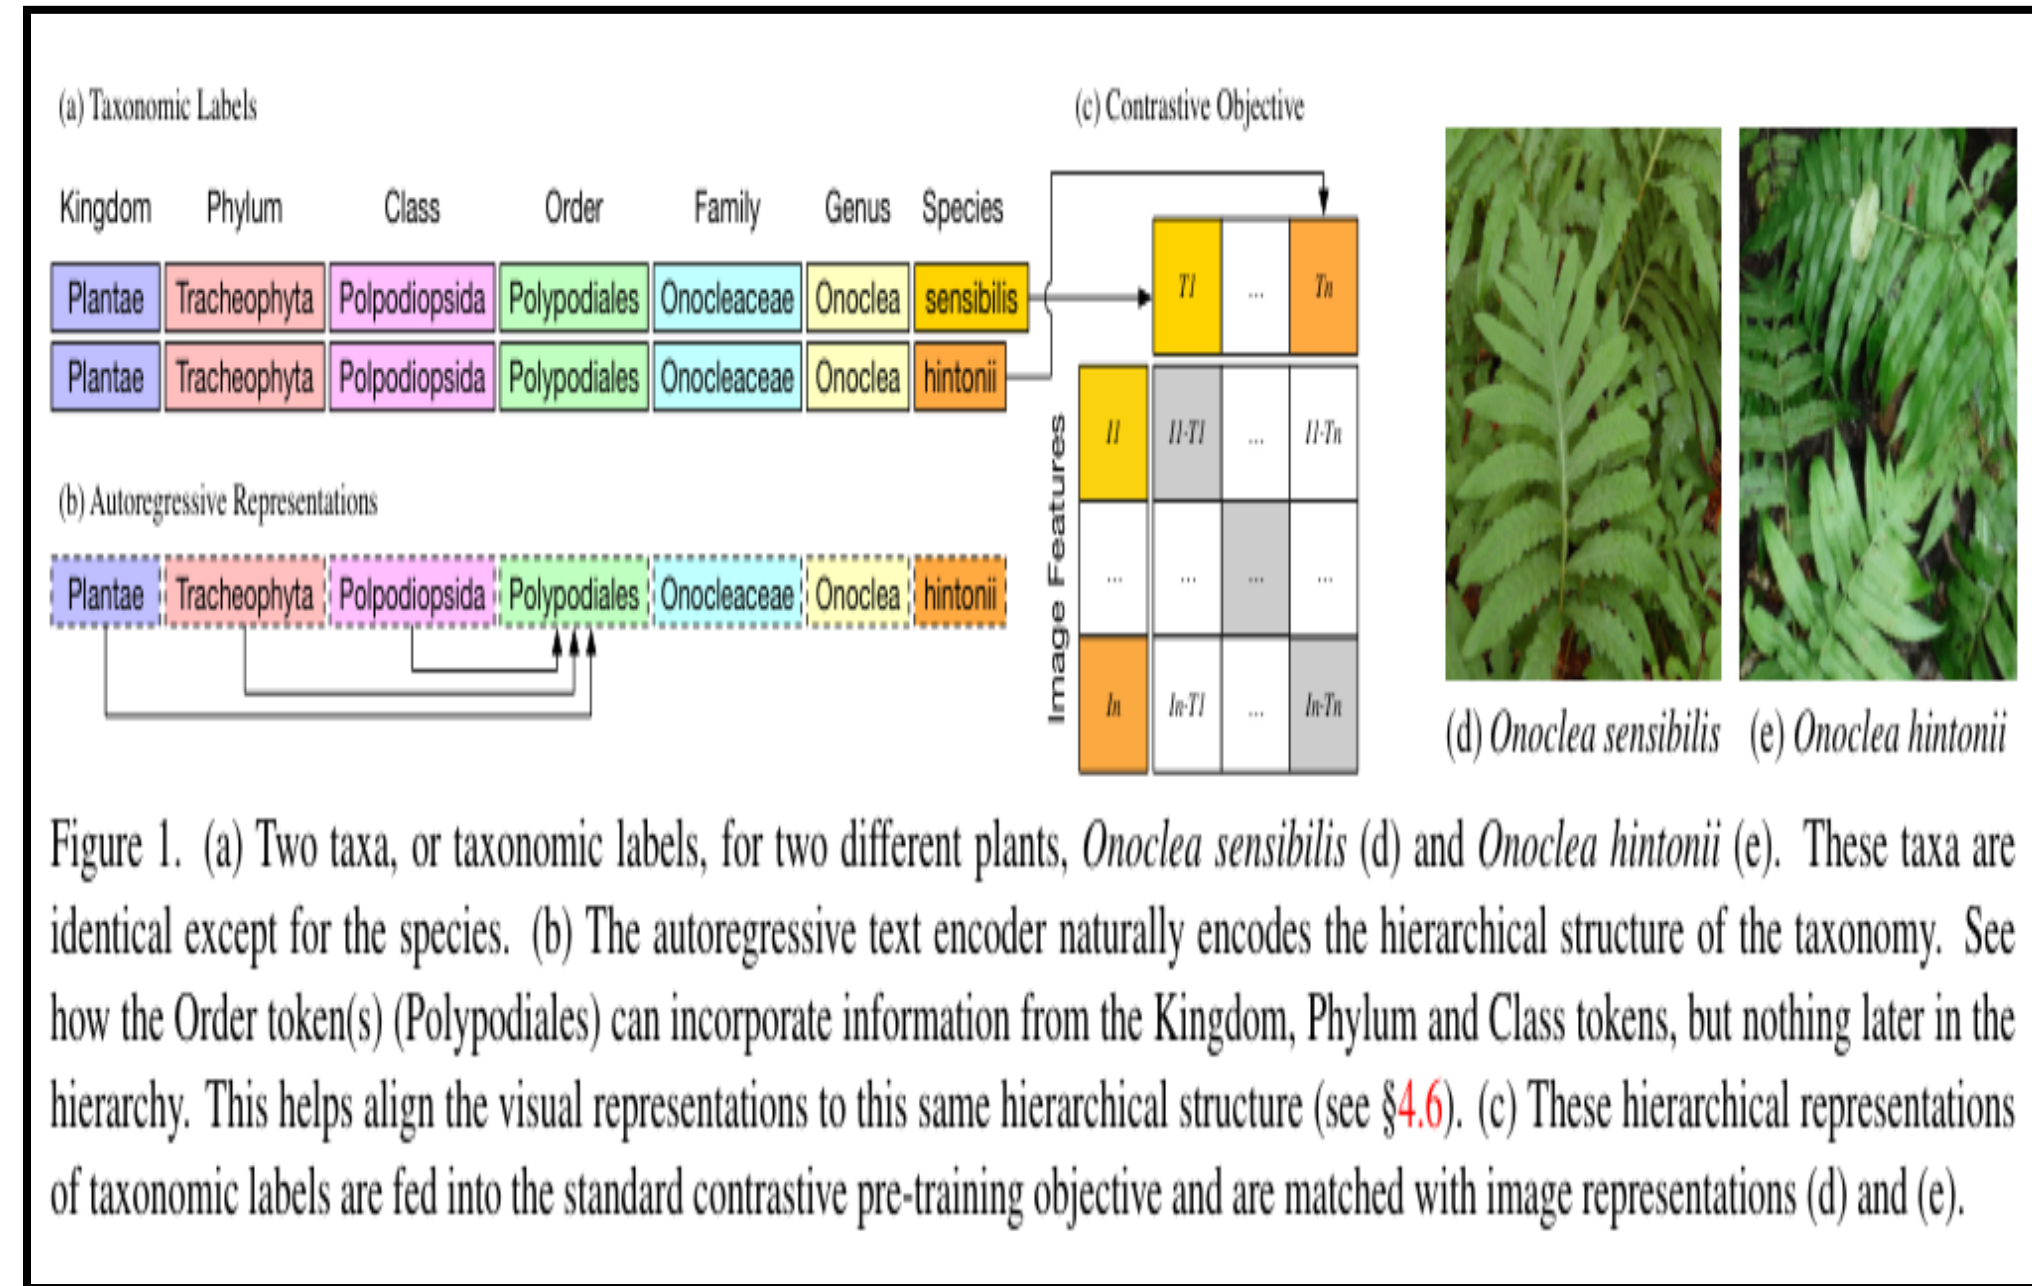 (a) Taxonomic Labels
Kingdom Phylum Class Order Family Genus Species
Plantae Tracheophyta Polpodiopsida Polypodiales Onocleaceae Onoclea sensibilis
Plantae Tracheophyta Polpodiopsida Polypodiales Onocleaceae Onoclea hintonii
(b) Autoregressive Representations
Plantae Tracheophyta Polpodiopsida Polypodiales Onocleaceae Onoclea hintonii
(c) Contrastive Objective
T1 ... Tn
Image Features
I1 I1·T1 ... I1·Tn
... ... ... ...
In In·T1 ... In·Tn
(d) Onoclea sensibilis (e) Onoclea hintonii
Figure 1. (a) Two taxa, or taxonomic labels, for two different plants, Onoclea sensibilis (d) and Onoclea hintonii (e). These taxa are
identical except for the species. (b) The autoregressive text encoder naturally encodes the hierarchical structure of the taxonomy. See
how the Order token(s) (Polypodiales) can incorporate information from the Kingdom, Phylum and Class tokens, but nothing later in the
hierarchy. This helps align the visual representations to this same hierarchical structure (see §4.6). (c) These hierarchical representations
of taxonomic labels are fed into the standard contrastive pre-training objective and are matched with image representations (d) and (e).